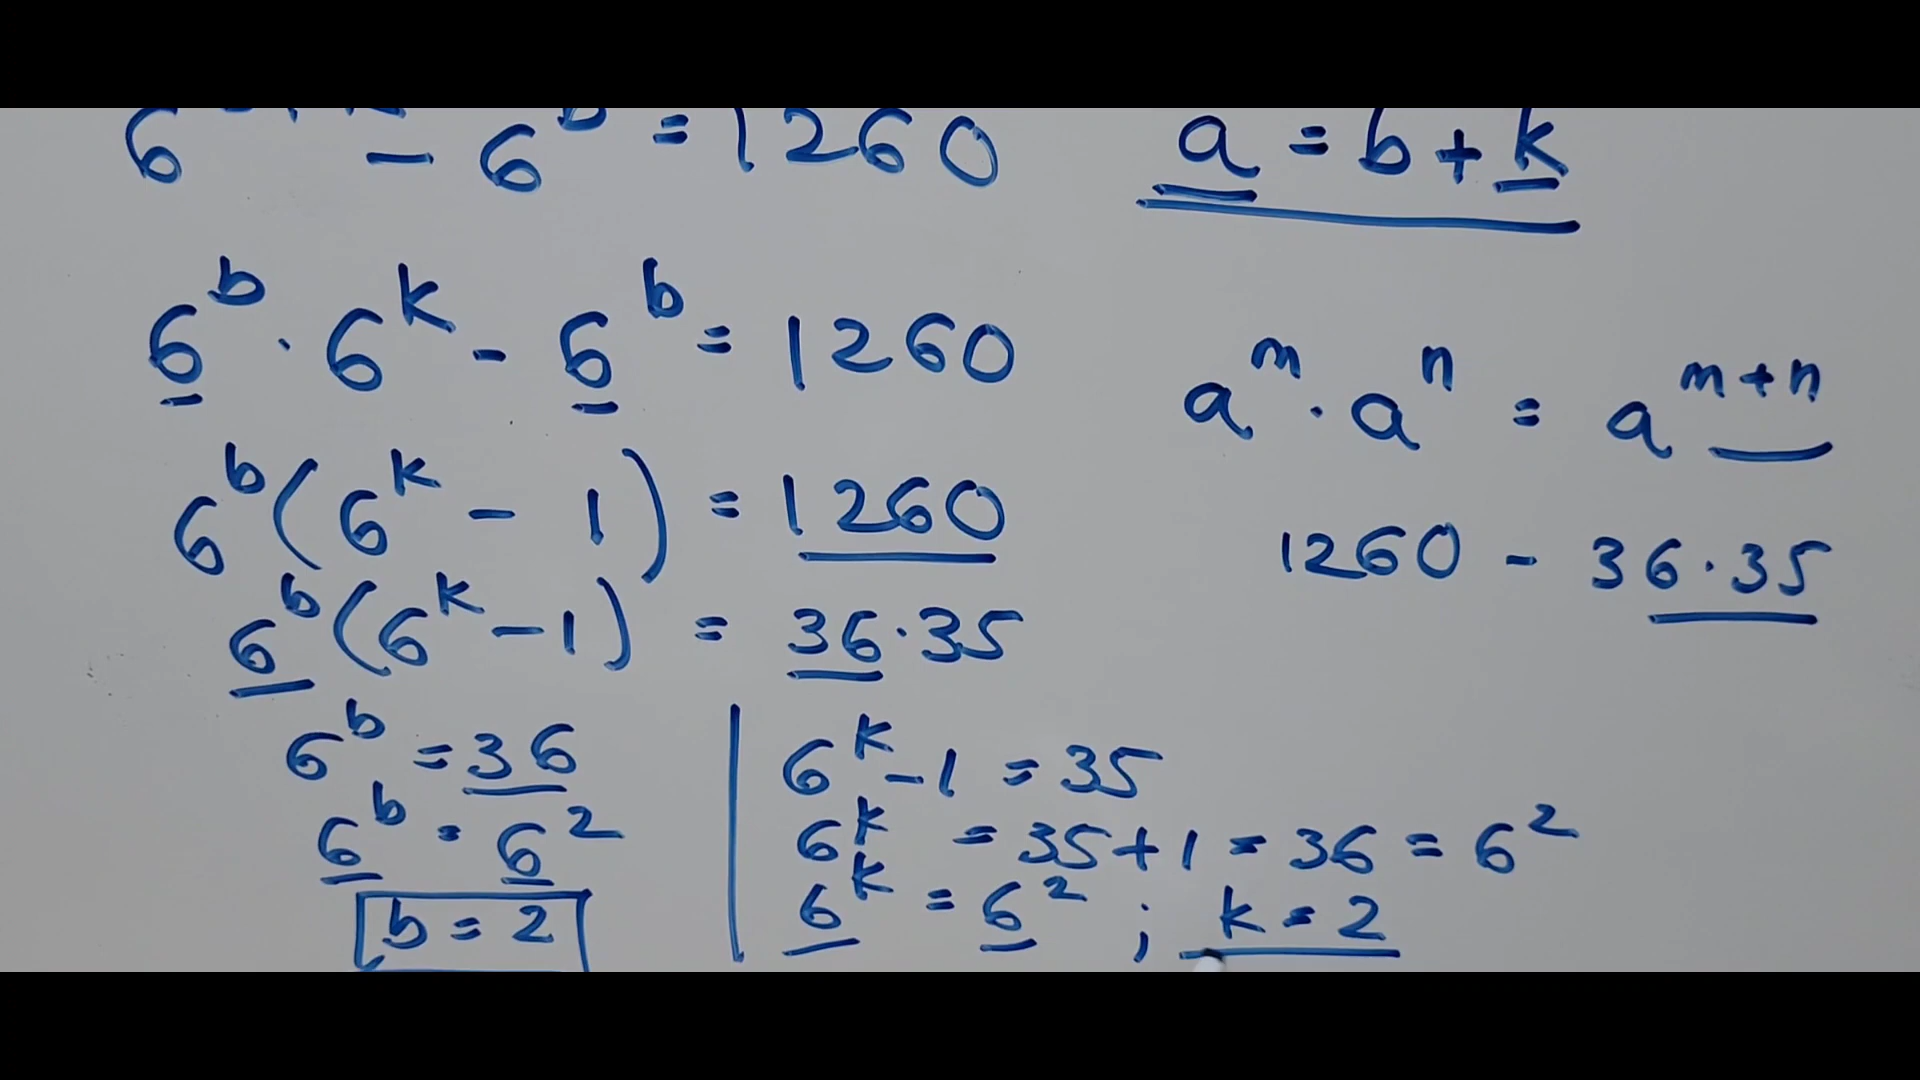 6^{b+k} - 6^b = 1260
a = b + k
6^b · 6^k - 6^b = 1260
a^m · a^n = a^{m+n}
6^b (6^k - 1) = 1260
1260 - 36·35
6^b (6^k - 1) = 36·35
6^b = 36
6^b = 6^2
b = 2
6^k - 1 = 35
6^k = 35 + 1 = 36 = 6^2
6^k = 6^2 ; k = 2